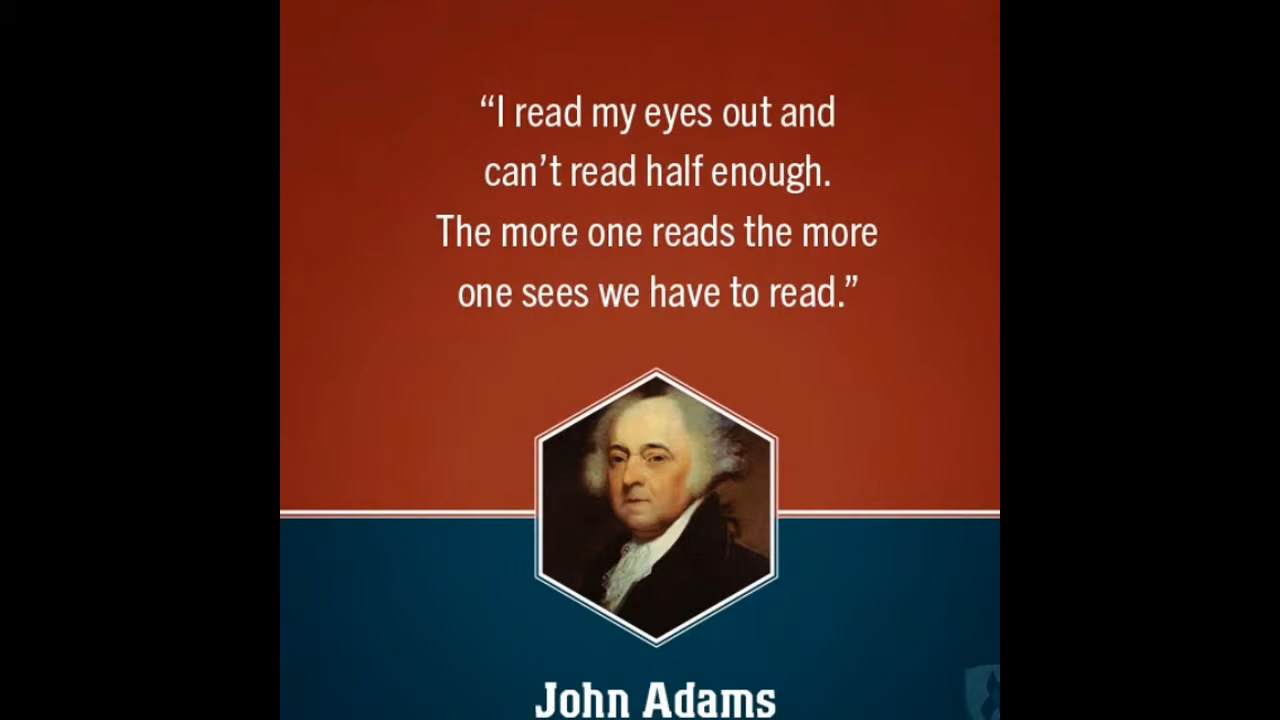 “I read my eyes out and
can’t read half enough.
The more one reads the more
one sees we have to read.”
John Adams